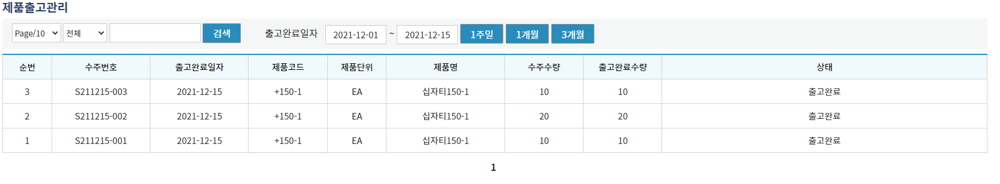 제품출고관리
Page/10 전체 검색 출고완료일자 2021-12-01 ~ 2021-12-15 1주일 1개월 3개월
순번 수주번호 출고완료일자 제품코드 제품단위 제품명 수주수량 출고완료수량 상태
3 S211215-003 2021-12-15 +150-1 EA 십자티150-1 10 10 출고완료
2 S211215-002 2021-12-15 +150-1 EA 십자티150-1 20 20 출고완료
1 S211215-001 2021-12-15 +150-1 EA 십자티150-1 10 10 출고완료
1